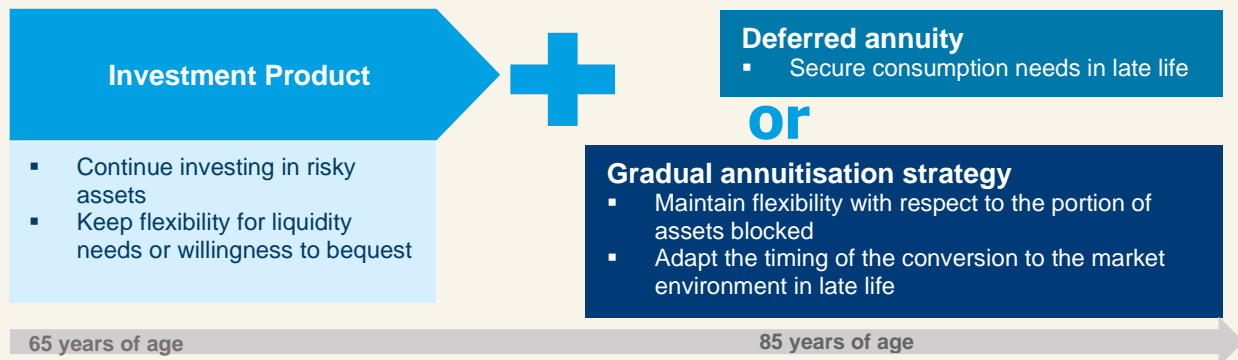 Investment Product
▪ Continue investing in risky
assets
▪ Keep flexibility for liquidity
needs or willingness to bequest
Deferred annuity
▪ Secure consumption needs in late life
or
Gradual annuitisation strategy
▪ Maintain flexibility with respect to the portion of
assets blocked
▪ Adapt the timing of the conversion to the market
environment in late life
65 years of age
85 years of age